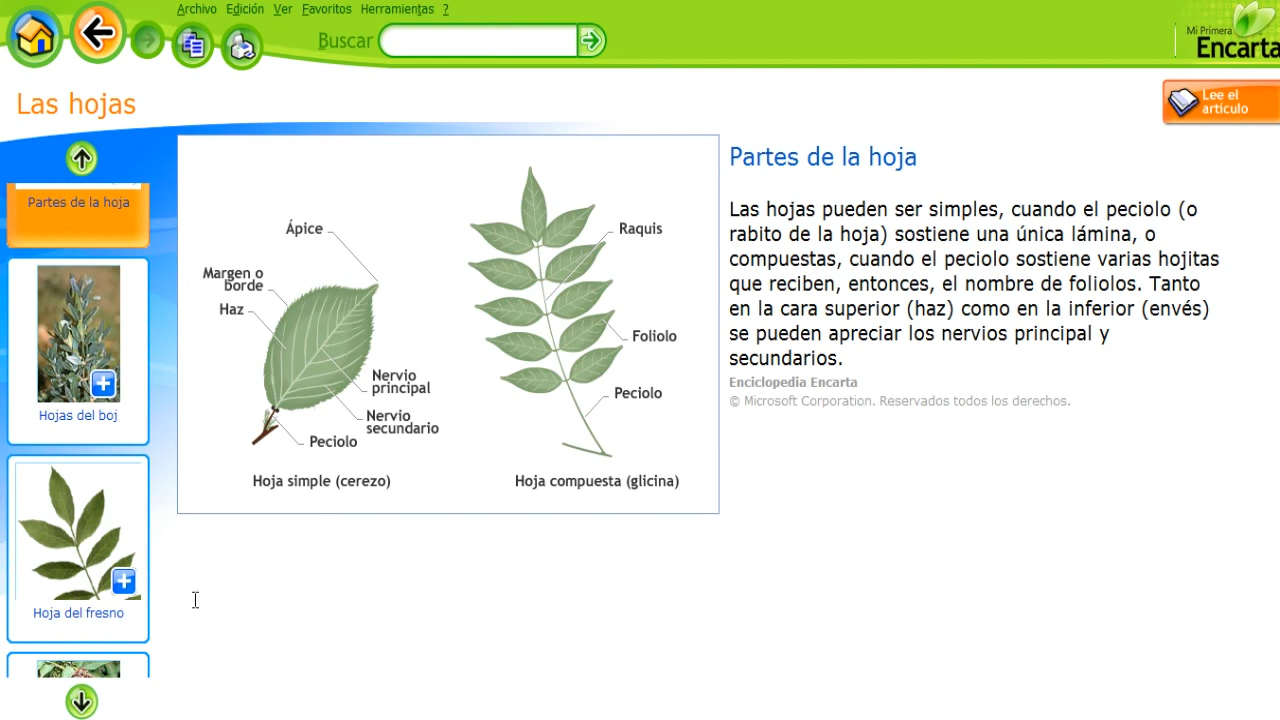 Archivo Edición Ver Favoritos Herramientas ?
Buscar
Mi Primera
Encarta
Las hojas
Lee el
artículo
Partes de la hoja
Hojas del boj
Hoja del fresno
Ápice
Margen o
borde
Haz
Nervio
principal
Nervio
secundario
Peciolo
Hoja simple (cerezo)
Raquis
Foliolo
Peciolo
Hoja compuesta (glicina)
Partes de la hoja
Las hojas pueden ser simples, cuando el peciolo (o
rabito de la hoja) sostiene una única lámina, o
compuestas, cuando el peciolo sostiene varias hojitas
que reciben, entonces, el nombre de foliolos. Tanto
en la cara superior (haz) como en la inferior (envés)
se pueden apreciar los nervios principal y
secundarios.
Enciclopedia Encarta
© Microsoft Corporation. Reservados todos los derechos.